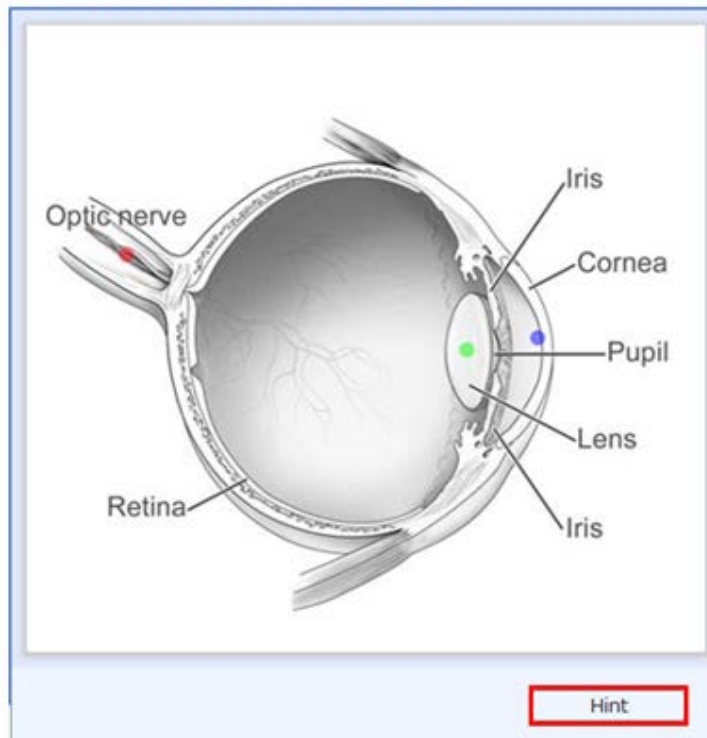 Iris
Optic nerve
Cornea
Pupil
Lens
Retina
Iris
Hint